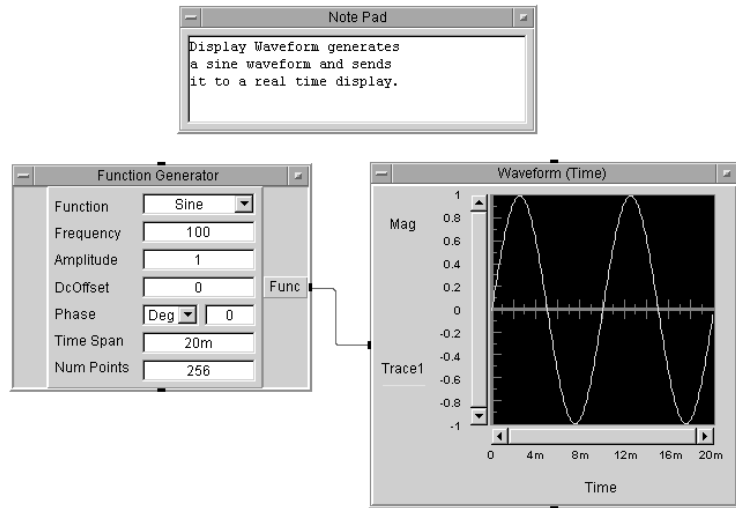 Note Pad
Display Waveform generates
a sine waveform and sends
it to a real time display.
Function Generator
Function Sine
Frequency 100
Amplitude 1
DcOffset 0
Phase Deg 0
Time Span 20m
Num Points 256
Func
Waveform (Time)
Mag
Trace1
1
0.8
0.6
0.4
0.2
0
-0.2
-0.4
-0.6
-0.8
-1
0 4m 8m 12m 16m 20m
Time